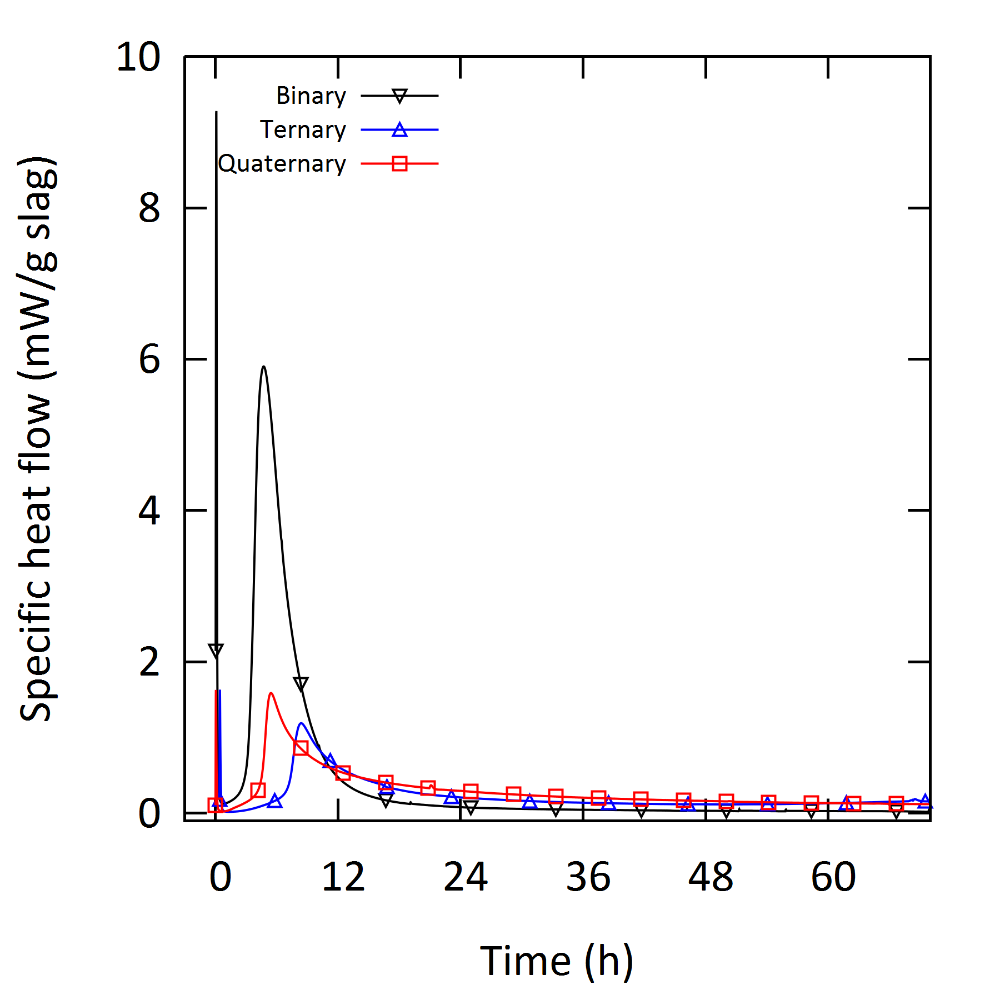 10
8
6
4
2
0
Specific heat flow (mW/g slag)
Binary
Ternary
Quaternary
0 12 24 36 48 60
Time (h)